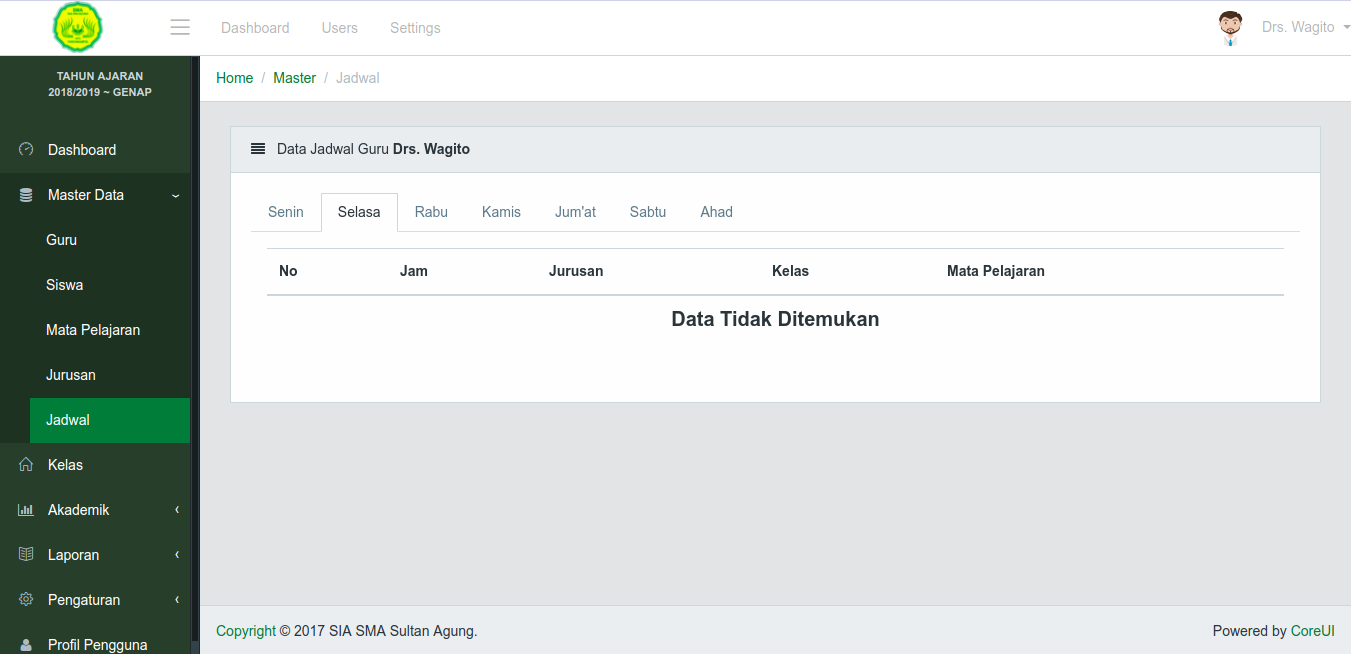 SMA
Dashboard Users Settings
Drs. Wagito
TAHUN AJARAN
2018/2019 ~ GENAP
Dashboard
Master Data
Guru
Siswa
Mata Pelajaran
Jurusan
Jadwal
Kelas
Akademik
Laporan
Pengaturan
Profil Pengguna
Home / Master / Jadwal
Data Jadwal Guru Drs. Wagito
Senin Selasa Rabu Kamis Jum'at Sabtu Ahad
No Jam Jurusan Kelas Mata Pelajaran
Data Tidak Ditemukan
Copyright © 2017 SIA SMA Sultan Agung.
Powered by CoreUI